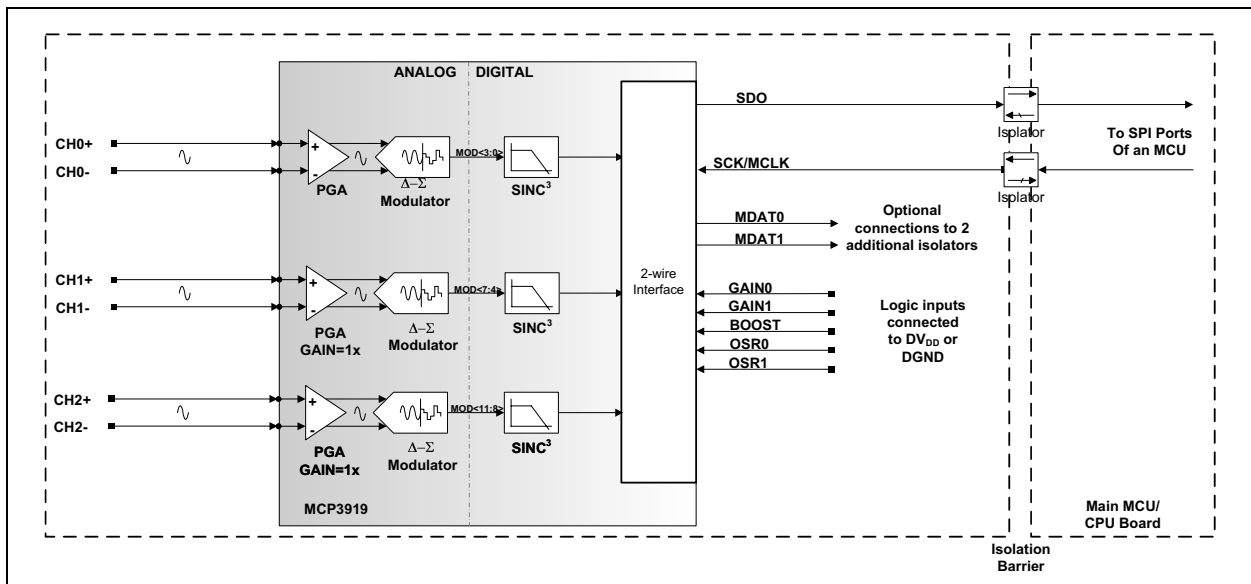 ANALOG DIGITAL
CH0+
CH0-
+
-
PGA
Δ–Σ
Modulator
MOD<3:0>
SINC³
CH1+
CH1-
+
-
PGA
GAIN=1x
Δ–Σ
Modulator
MOD<7:4>
SINC³
CH2+
CH2-
+
-
PGA
GAIN=1x
Δ–Σ
Modulator
MOD<11:8>
SINC³
MCP3919
2-wire
Interface
SDO
SCK/MCLK
MDAT0
MDAT1
Optional
connections to 2
additional isolators
GAIN0
GAIN1
BOOST
OSR0
OSR1
Logic inputs
connected
to DV_DD or
DGND
Isolator
Isolator
To SPI Ports
Of an MCU
Main MCU/
CPU Board
Isolation
Barrier